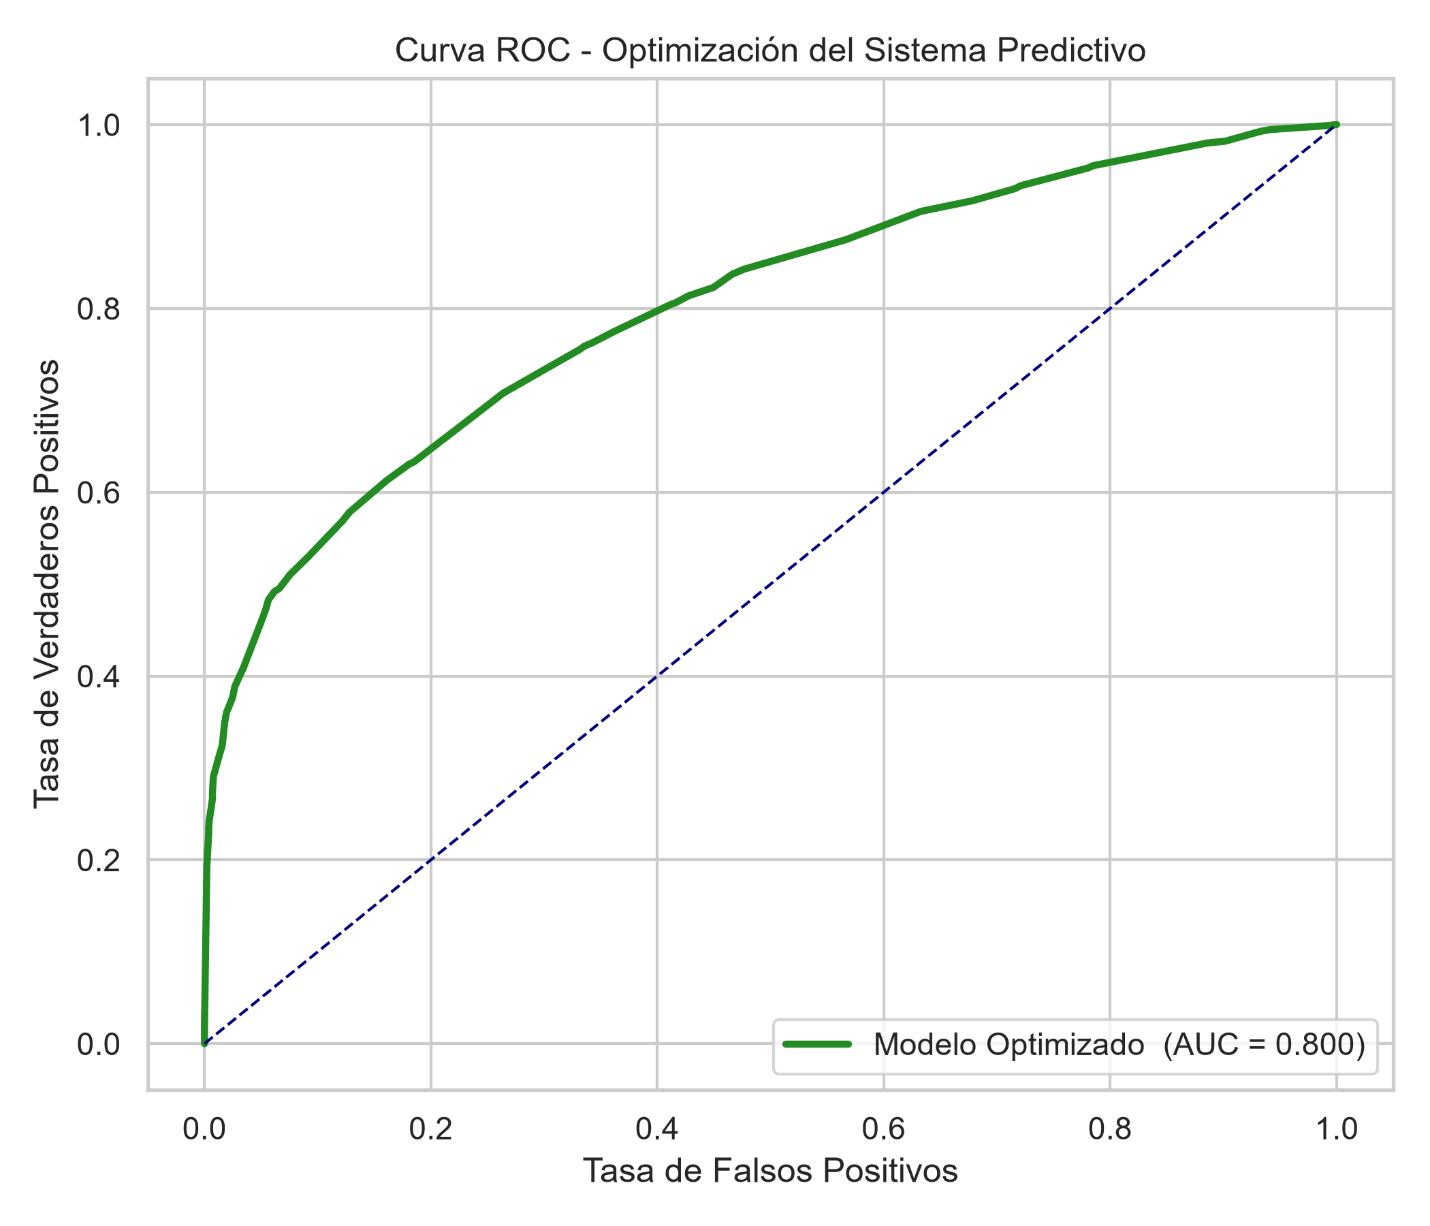 Curva ROC - Optimización del Sistema Predictivo
1.0
0.8
0.6
0.4
0.2
0.0
Tasa de Verdaderos Positivos
Modelo Optimizado (AUC = 0.800)
0.0 0.2 0.4 0.6 0.8 1.0
Tasa de Falsos Positivos